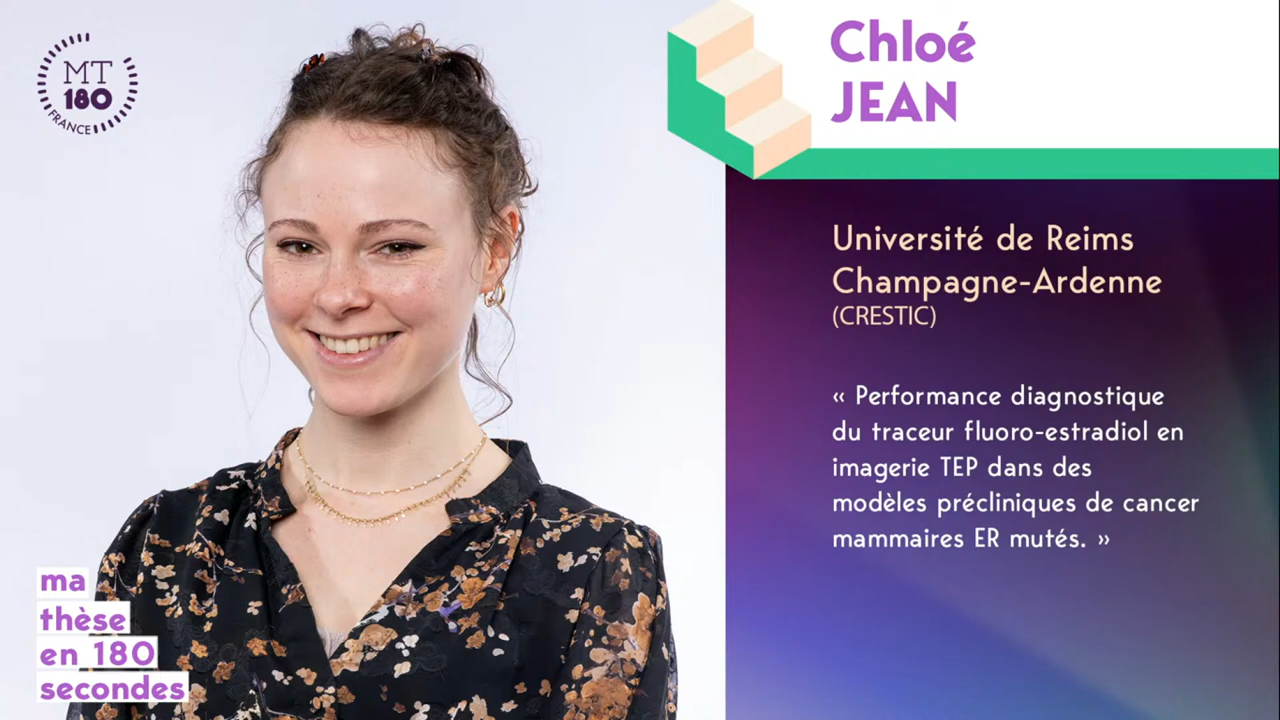 MT
180
FRANCE
Chloé
JEAN
Université de Reims
Champagne-Ardenne
(CRESTIC)
« Performance diagnostique
du traceur fluoro-estradiol en
imagerie TEP dans des
modèles précliniques de cancer
mammaires ER mutés. »
ma
thèse
en 180
secondes